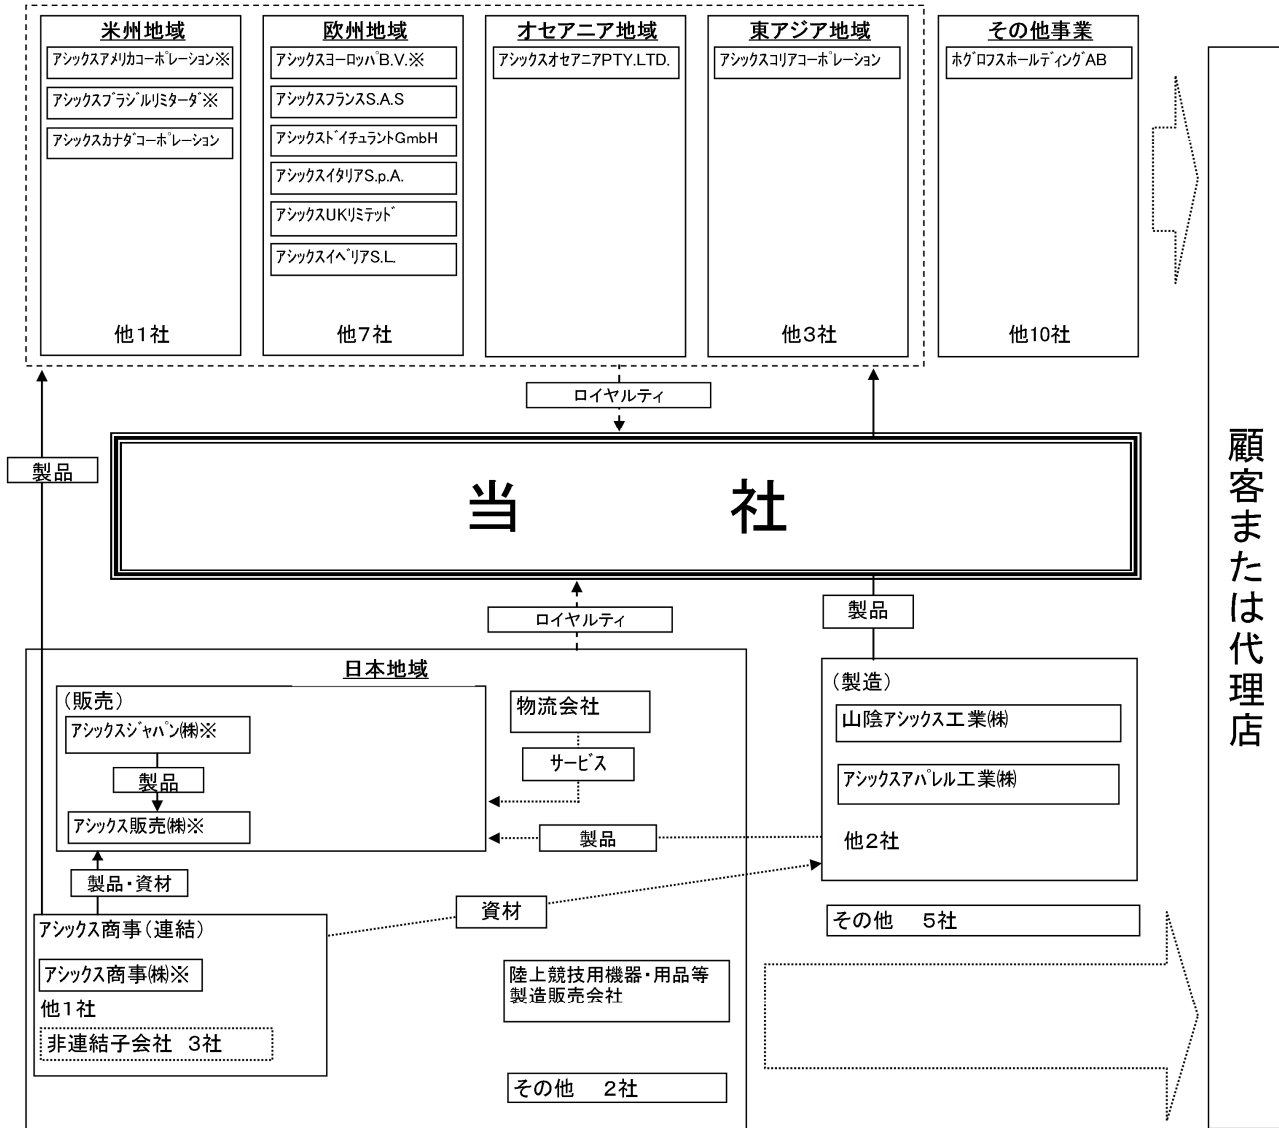 米州地域
アシックスアメリカコーポレーション※
アシックスブラジルリミターダ※
アシックスカナダコーポレーション
他1社
欧州地域
アシックスヨーロッパB.V.※
アシックスフランスS.A.S
アシックスドイチュラントGmbH
アシックスイタリアS.p.A.
アシックスUKリミテッド
アシックスイベリアS.L.
他7社
オセアニア地域
アシックスオセアニアPTY.LTD.
東アジア地域
アシックスコリアコーポレーション
他3社
その他事業
ホグロフスホールディングAB
他10社
ロイヤルティ
製品
当 社
顧客または代理店
ロイヤルティ
製品
日本地域
(販売)
アシックスジャパン㈱※
製品
アシックス販売㈱※
物流会社
サービス
製品
(製造)
山陰アシックス工業㈱
アシックスアパレル工業㈱
他2社
製品・資材
資材
その他 5社
アシックス商事(連結)
アシックス商事㈱※
他1社
非連結子会社 3社
陸上競技用機器・用品等
製造販売会社
その他 2社